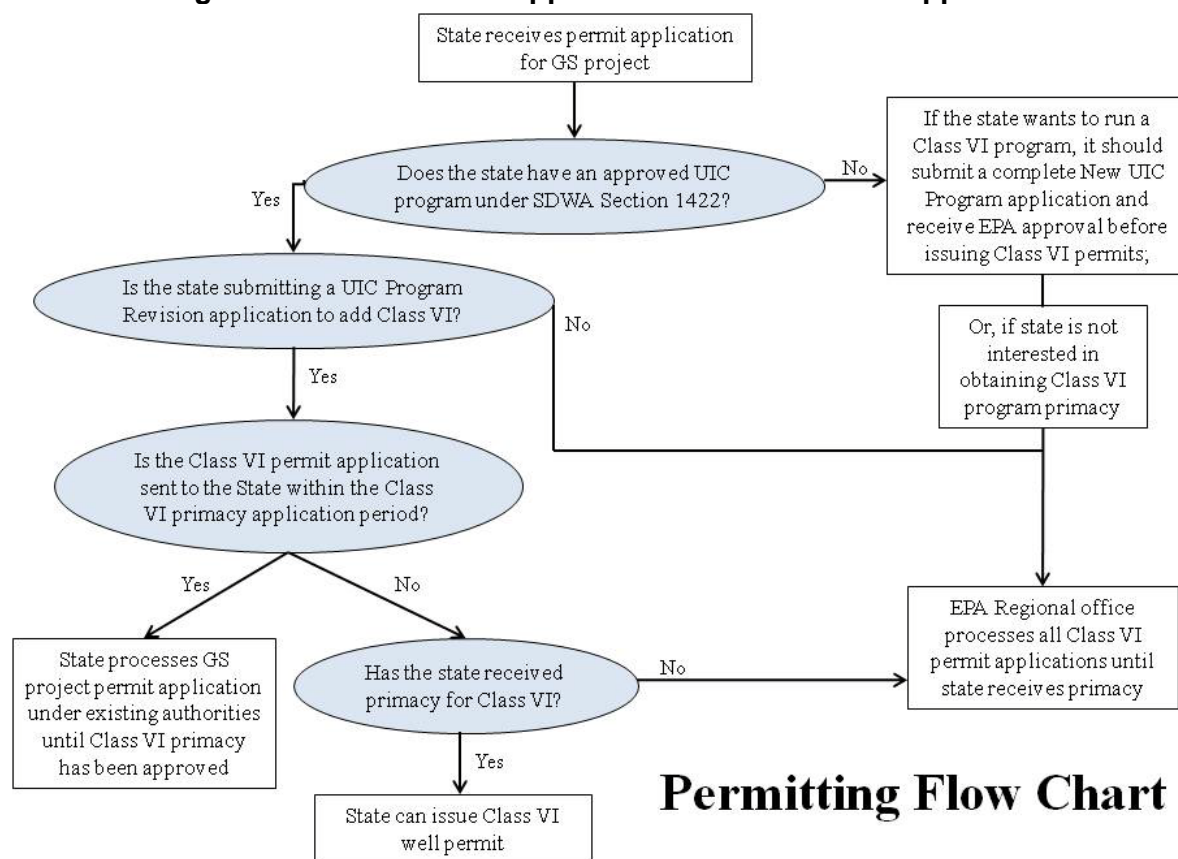 State receives permit application
for GS project
Does the state have an approved UIC
program under SDWA Section 1422?
No
If the state wants to run a
Class VI program, it should
submit a complete New UIC
Program application and
receive EPA approval before
issuing Class VI permits;
Yes
Is the state submitting a UIC Program
Revision application to add Class VI?
No
Or, if state is not
interested in
obtaining Class VI
program primacy
Yes
Is the Class VI permit application
sent to the State within the Class
VI primacy application period?
Yes
No
EPA Regional office
processes all Class VI
permit applications until
state receives primacy
State processes GS
project permit application
under existing authorities
until Class VI primacy
has been approved
Has the state received
primacy for Class VI?
No
Yes
State can issue Class VI
well permit
Permitting Flow Chart